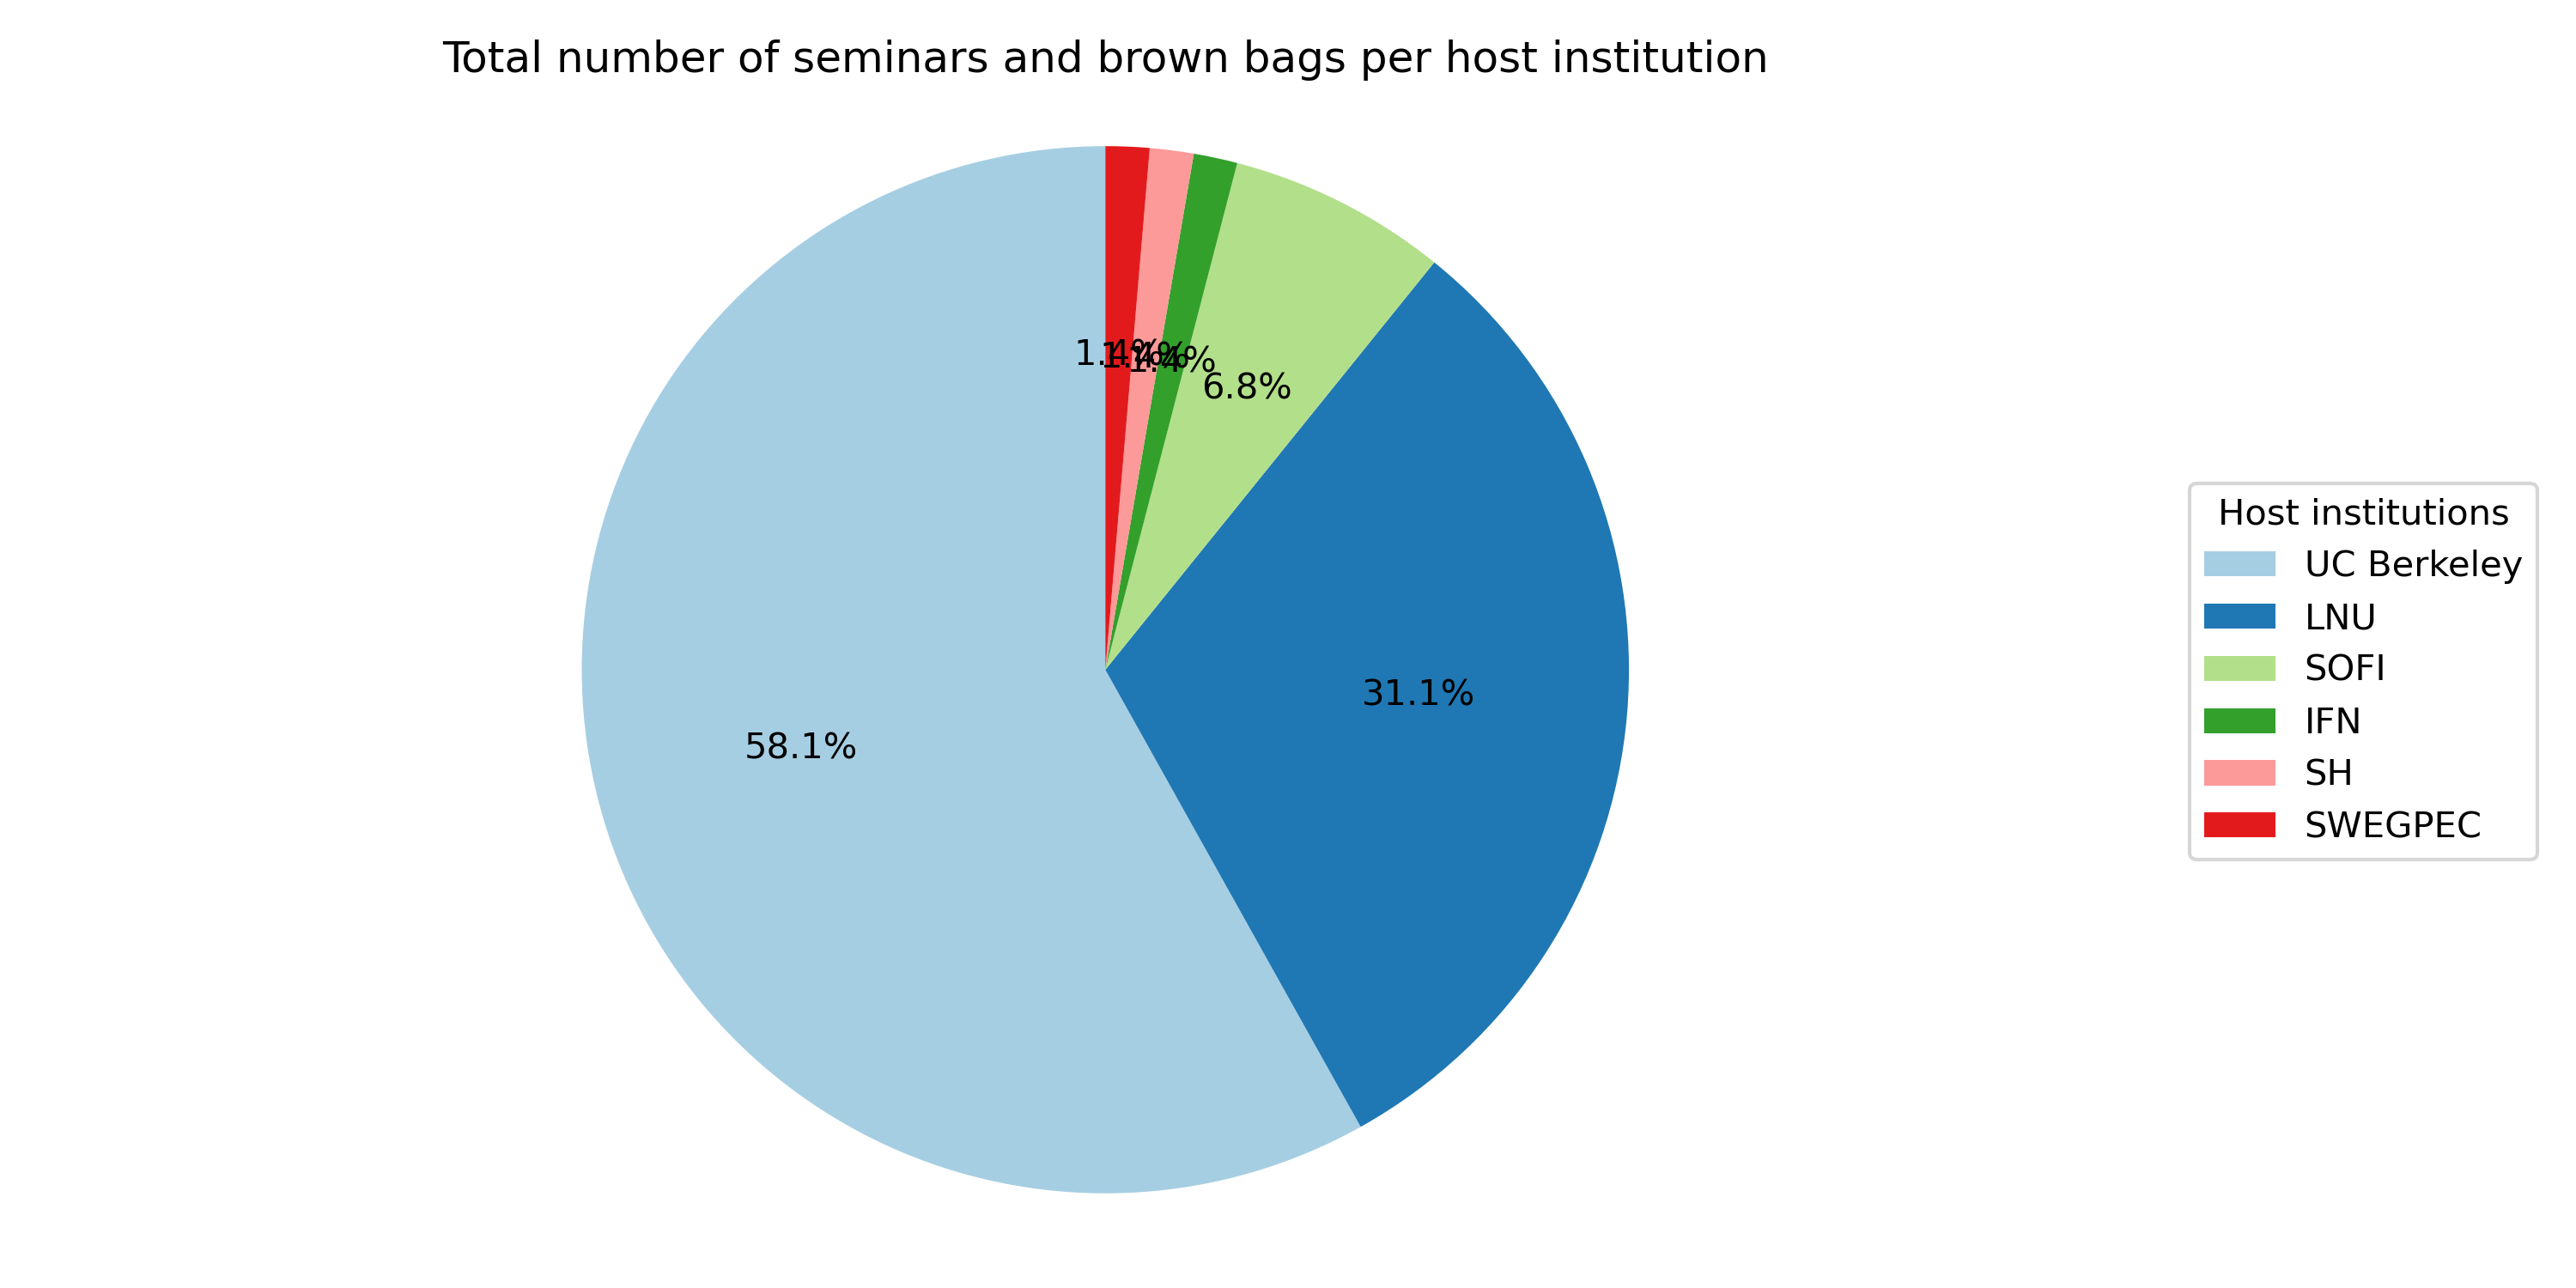 Total number of seminars and brown bags per host institution
1.4%
1.4%
1.4%
6.8%
31.1%
58.1%
Host institutions
UC Berkeley
LNU
SOFI
IFN
SH
SWEGPEC